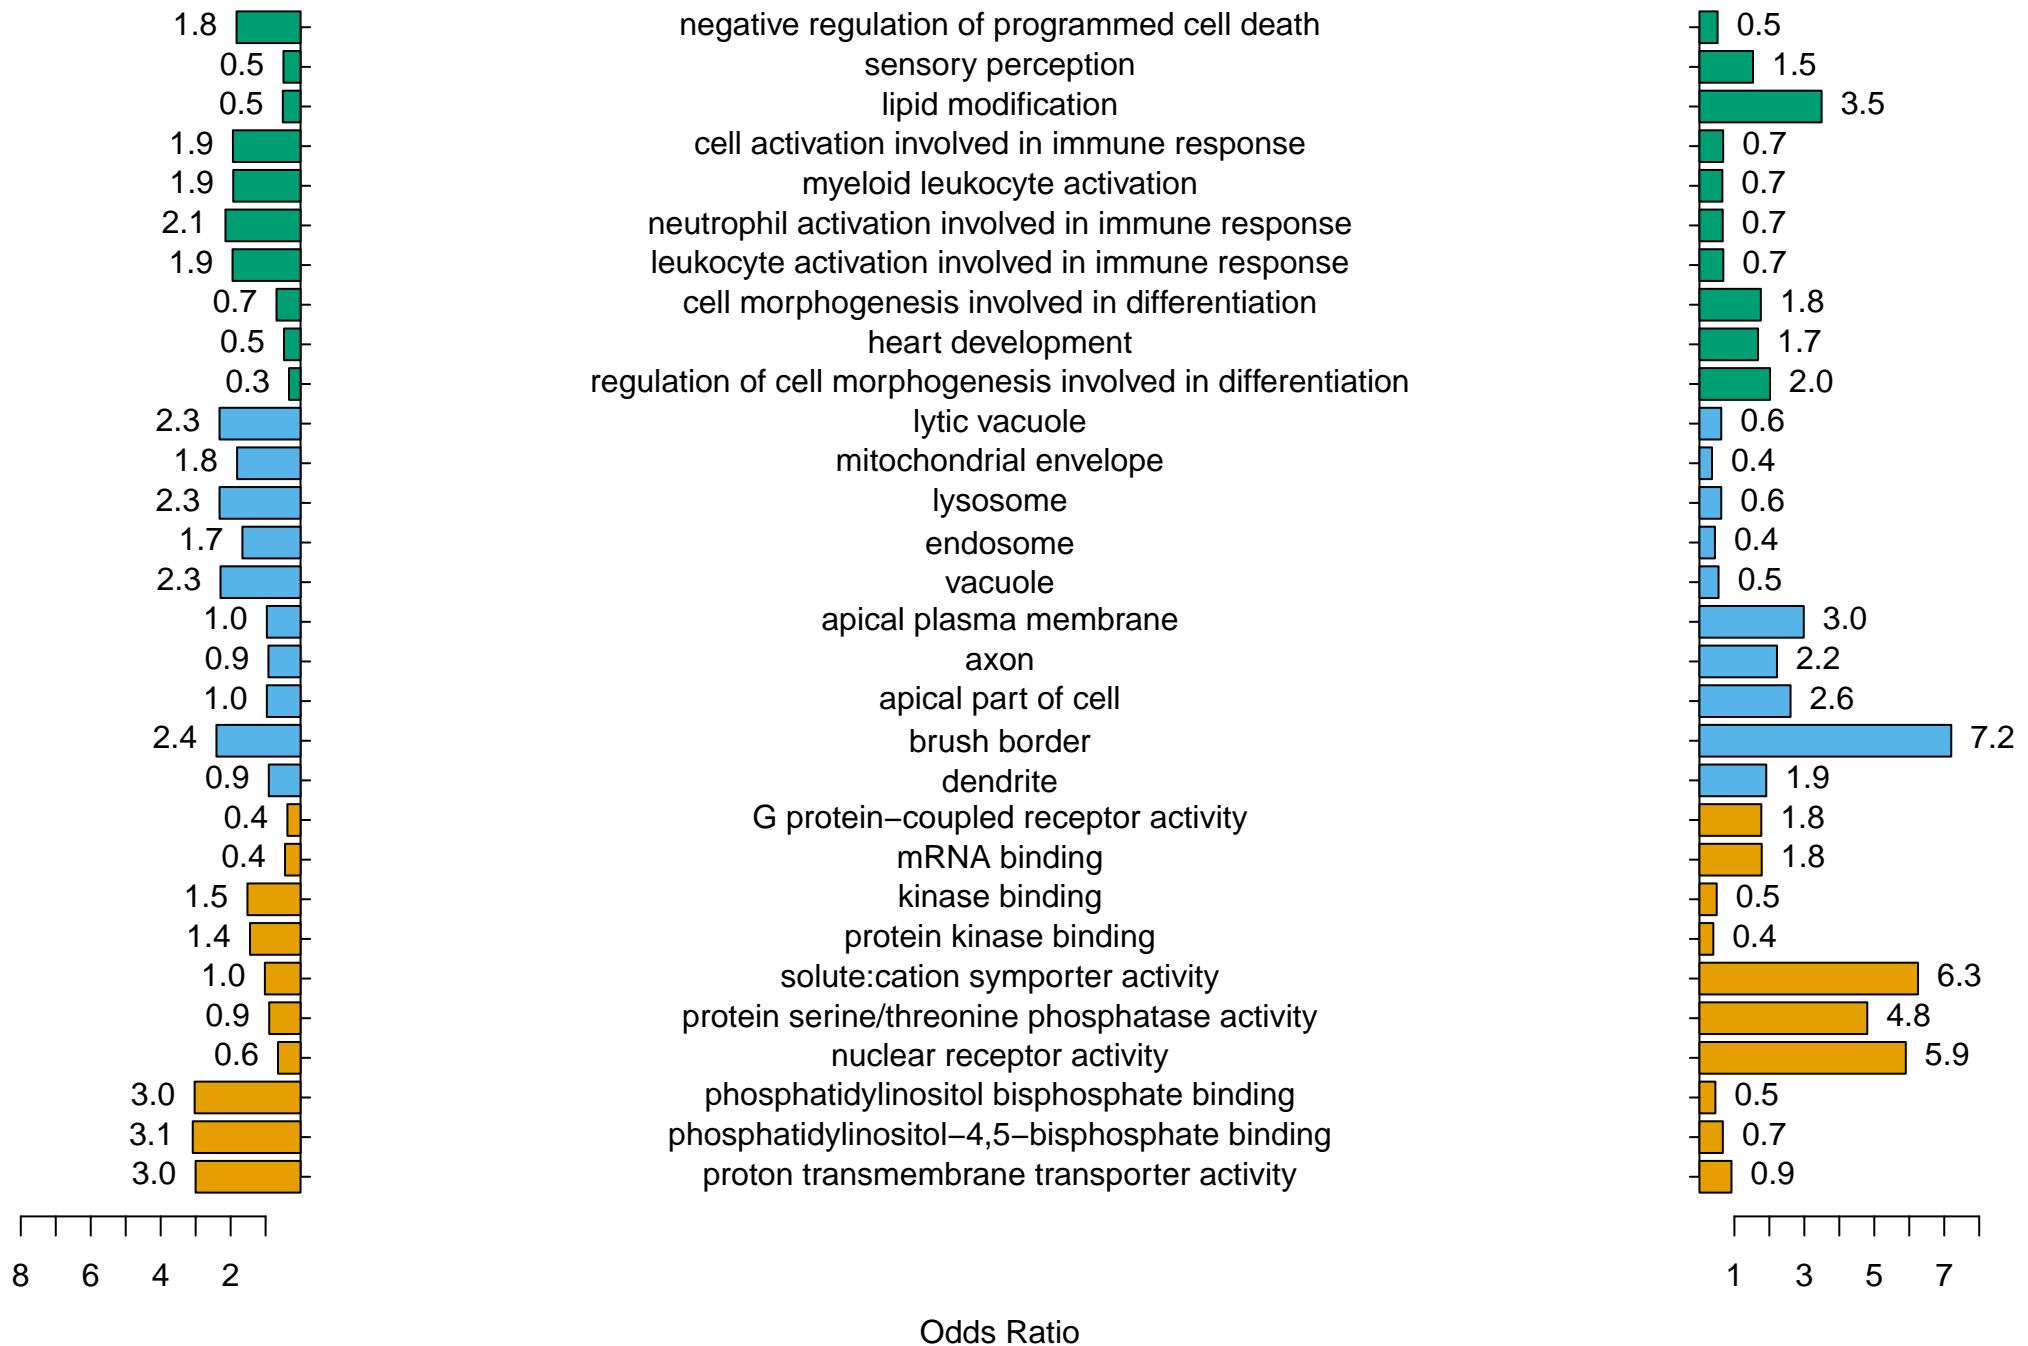 1.8 negative regulation of programmed cell death 0.5
0.5 sensory perception 1.5
0.5 lipid modification 3.5
1.9 cell activation involved in immune response 0.7
1.9 myeloid leukocyte activation 0.7
2.1 neutrophil activation involved in immune response 0.7
1.9 leukocyte activation involved in immune response 0.7
0.7 cell morphogenesis involved in differentiation 1.8
0.5 heart development 1.7
0.3 regulation of cell morphogenesis involved in differentiation 2.0
2.3 lytic vacuole 0.6
1.8 mitochondrial envelope 0.4
2.3 lysosome 0.6
1.7 endosome 0.4
2.3 vacuole 0.5
1.0 apical plasma membrane 3.0
0.9 axon 2.2
1.0 apical part of cell 2.6
2.4 brush border 7.2
0.9 dendrite 1.9
0.4 G protein−coupled receptor activity 1.8
0.4 mRNA binding 1.8
1.5 kinase binding 0.5
1.4 protein kinase binding 0.4
1.0 solute:cation symporter activity 6.3
0.9 protein serine/threonine phosphatase activity 4.8
0.6 nuclear receptor activity 5.9
3.0 phosphatidylinositol bisphosphate binding 0.5
3.1 phosphatidylinositol−4,5−bisphosphate binding 0.7
3.0 proton transmembrane transporter activity 0.9
8 6 4 2 1 3 5 7
Odds Ratio